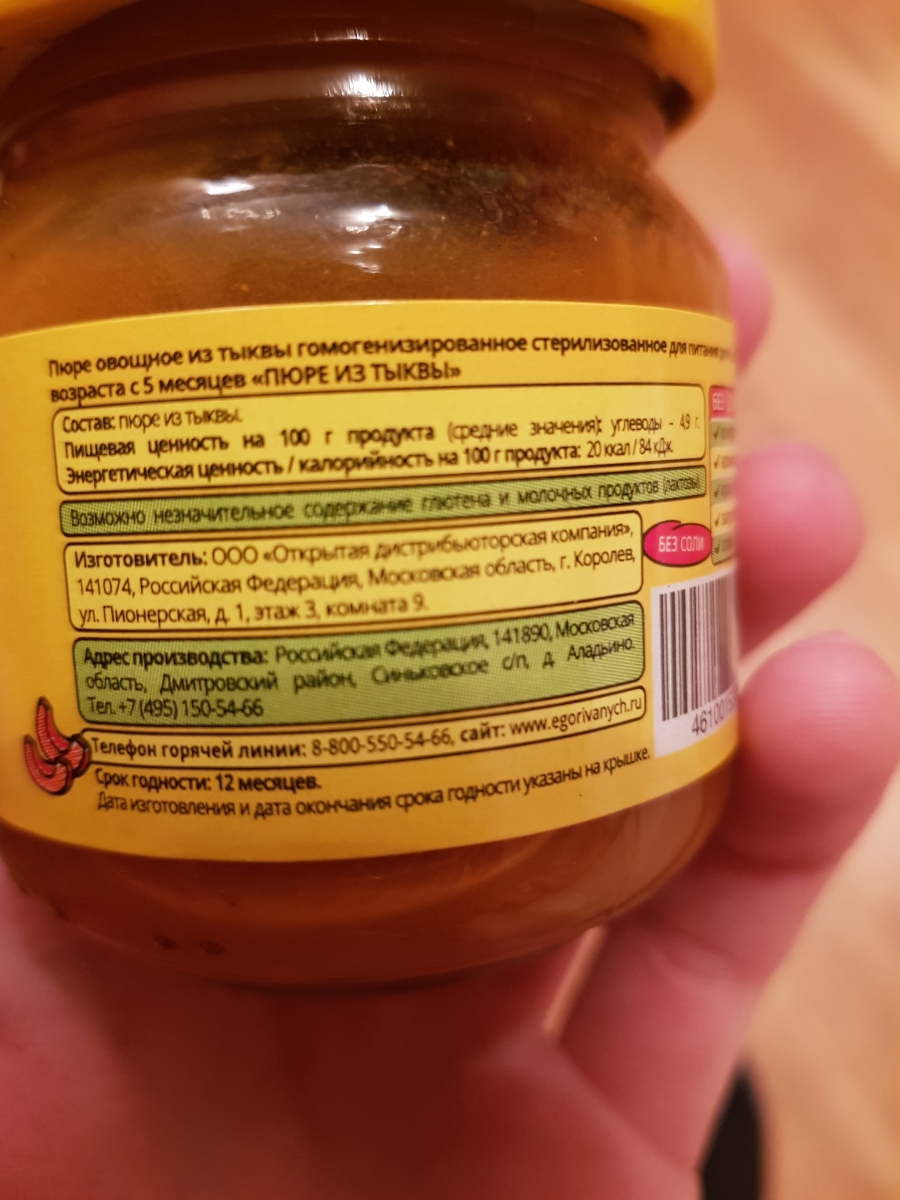 Пюре овощное из тыквы гомогенизированное стерилизованное для питания
возраста с 5 месяцев «ПЮРЕ ИЗ ТЫКВЫ»
Состав: пюре из тыквы.
Пищевая ценность на 100 г продукта (средние значения): углеводы - 4,9 г.
Энергетическая ценность / калорийность на 100 г продукта: 20 ккал / 84 кДж.
Возможно незначительное содержание глютена и молочных продуктов (лактозы)
Изготовитель: ООО «Открытая дистрибьюторская компания»,
141074, Российская Федерация, Московская область, г. Королев,
ул. Пионерская, д. 1, этаж 3, комната 9.
Адрес производства: Российская Федерация, 141890, Московская
область, Дмитровский район, Синьковское с/п, д. Аладьино.
Тел. +7 (495) 150-54-66
Телефон горячей линии: 8-800-550-54-66, сайт: www.egorivanych.ru
Срок годности: 12 месяцев.
Дата изготовления и дата окончания срока годности указаны на крышке.
БЕЗ
БЕЗ СОЛИ